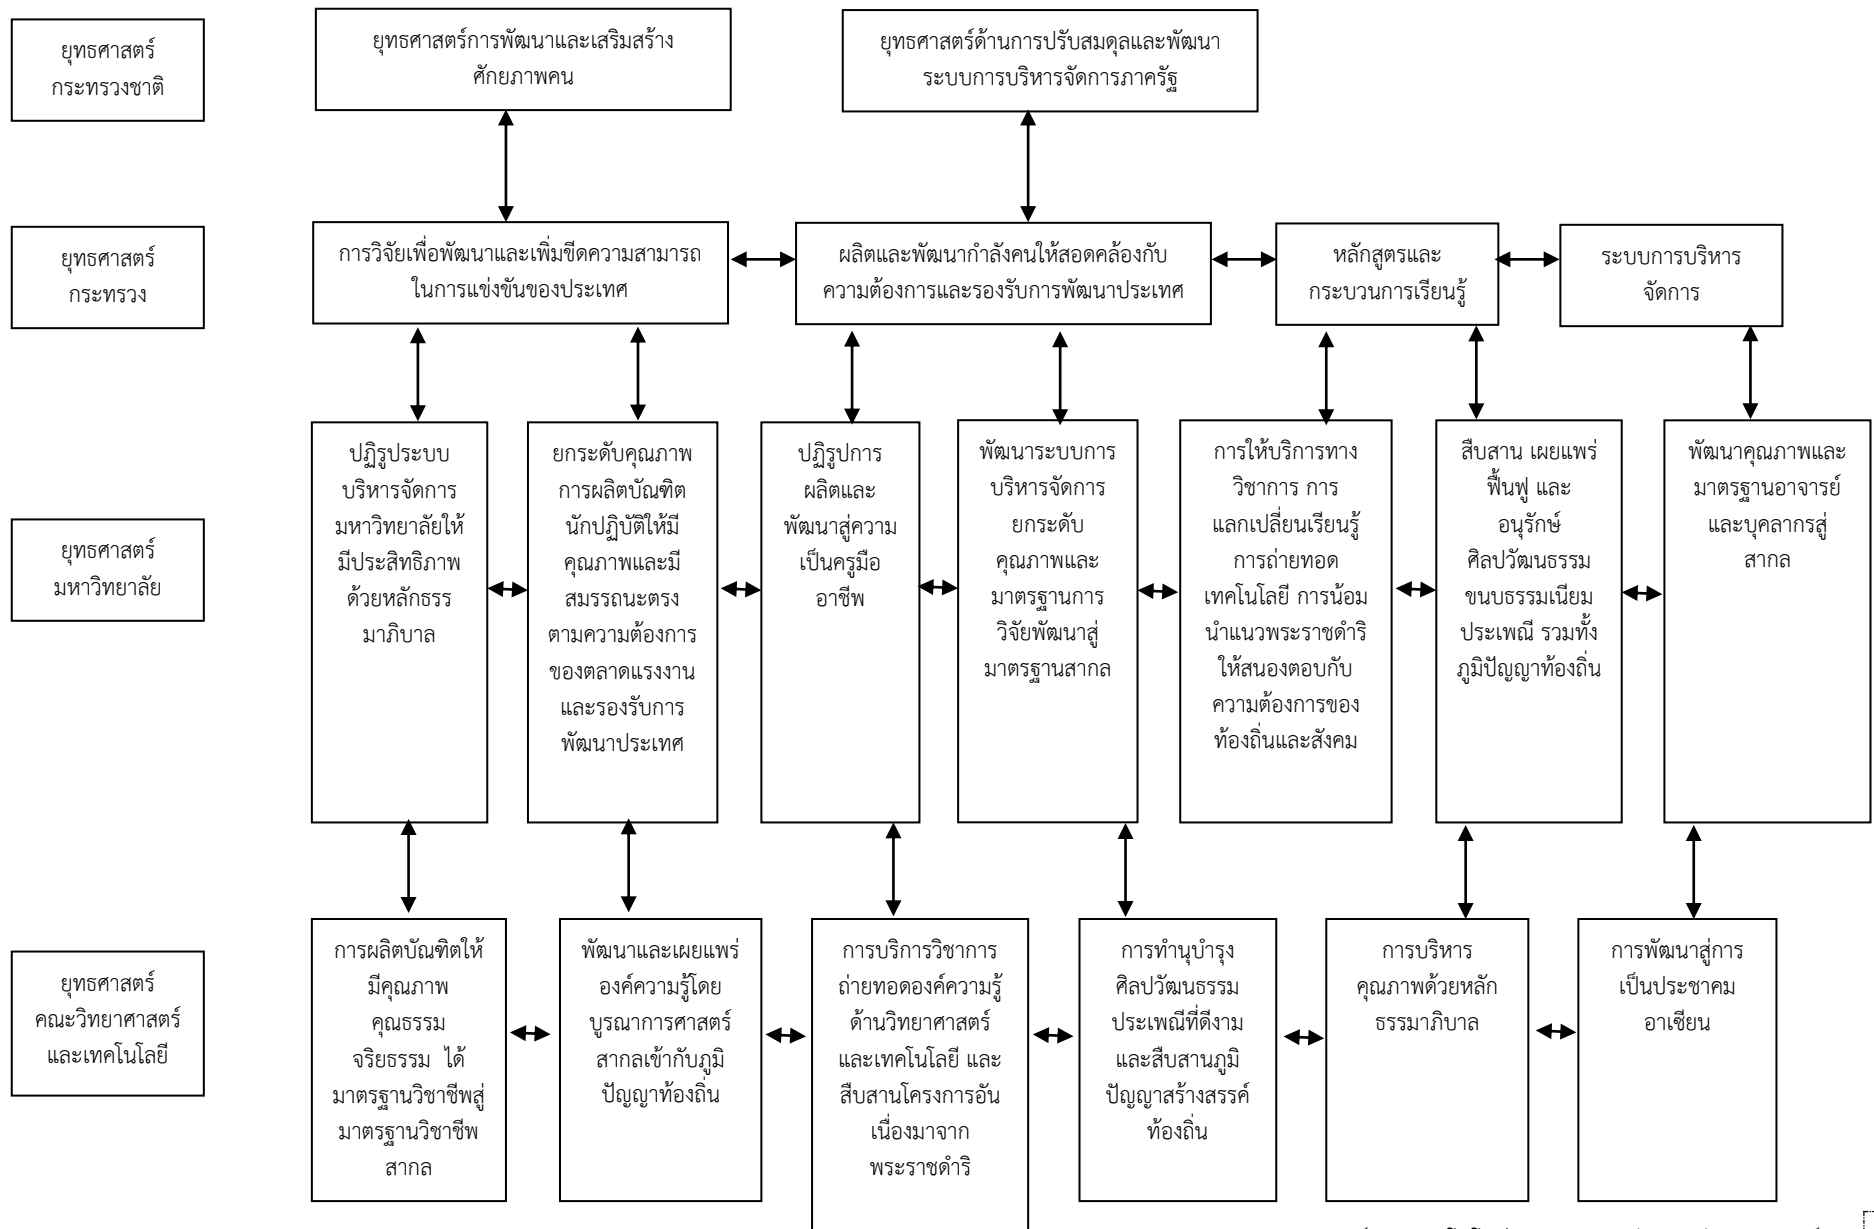 ยุทธศาสตร์
กระทรวงชาติ
ยุทธศาสตร์การพัฒนาและเสริมสร้าง
ศักยภาพคน
ยุทธศาสตร์ด้านการปรับสมดุลและพัฒนา
ระบบการบริหารจัดการภาครัฐ
ยุทธศาสตร์
กระทรวง
การวิจัยเพื่อพัฒนาและเพิ่มขีดความสามารถ
ในการแข่งขันของประเทศ
ผลิตและพัฒนากำลังคนให้สอดคล้องกับ
ความต้องการและรองรับการพัฒนาประเทศ
หลักสูตรและ
กระบวนการเรียนรู้
ระบบการบริหาร
จัดการ
ยุทธศาสตร์
มหาวิทยาลัย
ปฏิรูประบบ
บริหารจัดการ
มหาวิทยาลัยให้
มีประสิทธิภาพ
ด้วยหลักธรร
มาภิบาล
ยกระดับคุณภาพ
การผลิตบัณฑิต
นักปฏิบัติให้มี
คุณภาพและมี
สมรรถนะตรง
ตามความต้องการ
ของตลาดแรงงาน
และรองรับการ
พัฒนาประเทศ
ปฏิรูปการ
ผลิตและ
พัฒนาสู่ความ
เป็นครูมือ
อาชีพ
พัฒนาระบบการ
บริหารจัดการ
ยกระดับ
คุณภาพและ
มาตรฐานการ
วิจัยพัฒนาสู่
มาตรฐานสากล
การให้บริการทาง
วิชาการ การ
แลกเปลี่ยนเรียนรู้
การถ่ายทอด
เทคโนโลยี การน้อม
นำแนวพระราชดำริ
ให้สนองตอบกับ
ความต้องการของ
ท้องถิ่นและสังคม
สืบสาน เผยแพร่
ฟื้นฟู และ
อนุรักษ์
ศิลปวัฒนธรรม
ขนบธรรมเนียม
ประเพณี รวมทั้ง
ภูมิปัญญาท้องถิ่น
พัฒนาคุณภาพและ
มาตรฐานอาจารย์
และบุคลากรสู่
สากล
ยุทธศาสตร์
คณะวิทยาศาสตร์
และเทคโนโลยี
การผลิตบัณฑิตให้
มีคุณภาพ
คุณธรรม
จริยธรรม ได้
มาตรฐานวิชาชีพสู่
มาตรฐานวิชาชีพ
สากล
พัฒนาและเผยแพร่
องค์ความรู้โดย
บูรณาการศาสตร์
สากลเข้ากับภูมิ
ปัญญาท้องถิ่น
การบริการวิชาการ
ถ่ายทอดองค์ความรู้
ด้านวิทยาศาสตร์
และเทคโนโลยี และ
สืบสานโครงการอัน
เนื่องมาจาก
พระราชดำริ
การทำนุบำรุง
ศิลปวัฒนธรรม
ประเพณีที่ดีงาม
และสืบสานภูมิ
ปัญญาสร้างสรรค์
ท้องถิ่น
การบริหาร
คุณภาพด้วยหลัก
ธรรมาภิบาล
การพัฒนาสู่การ
เป็นประชาคม
อาเซียน